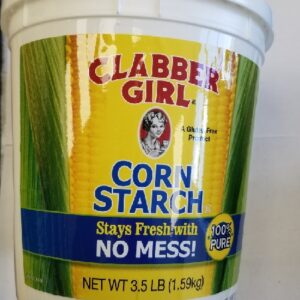 CLABBER
GIRL
A Gluten Free
Product
CORN
STARCH
Stays Fresh with
NO MESS!
100%
PURE
NET WT 3.5 LB (1.59kg)